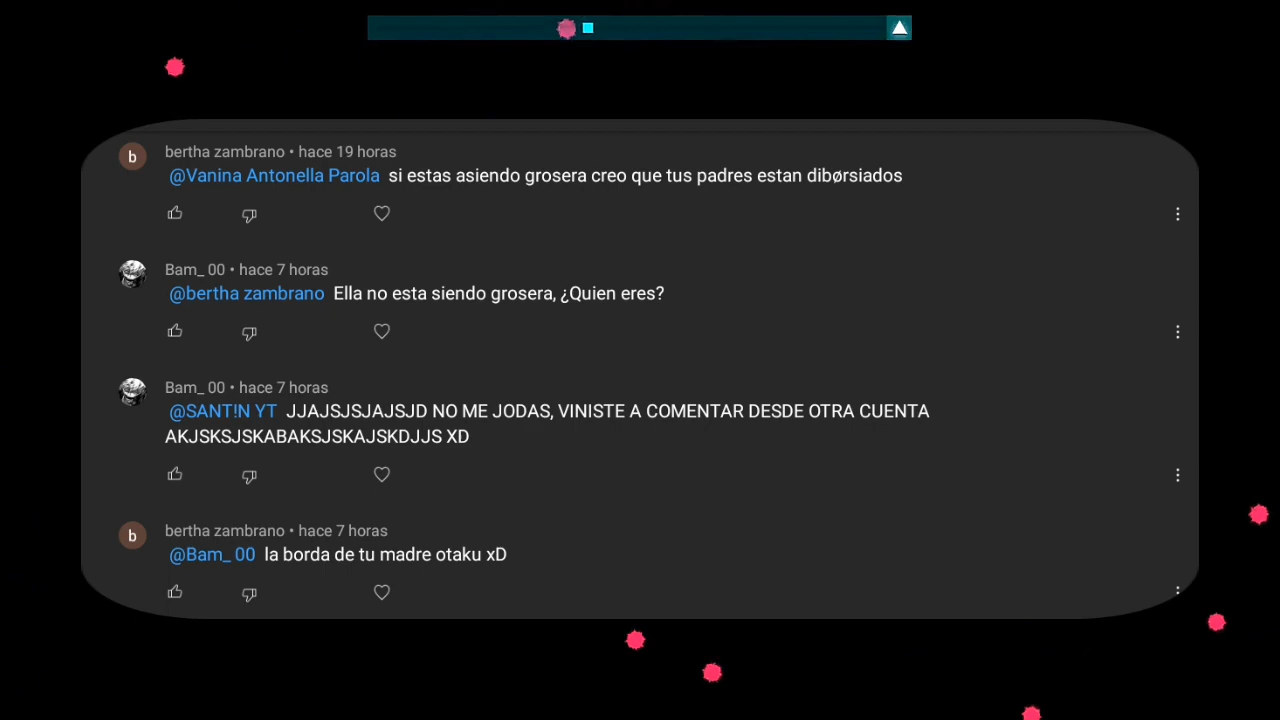 b
bertha zambrano • hace 19 horas
@Vanina Antonella Parola si estas asiendo grosera creo que tus padres estan dibørsiados
Bam_ 00 • hace 7 horas
@bertha zambrano Ella no esta siendo grosera, ¿Quien eres?
Bam_ 00 • hace 7 horas
@SANT!N YT JJAJSJSJAJSJD NO ME JODAS, VINISTE A COMENTAR DESDE OTRA CUENTA
AKJSKSJSKABAKSJSKAJSKDJJS XD
b
bertha zambrano • hace 7 horas
@Bam_ 00 la borda de tu madre otaku xD